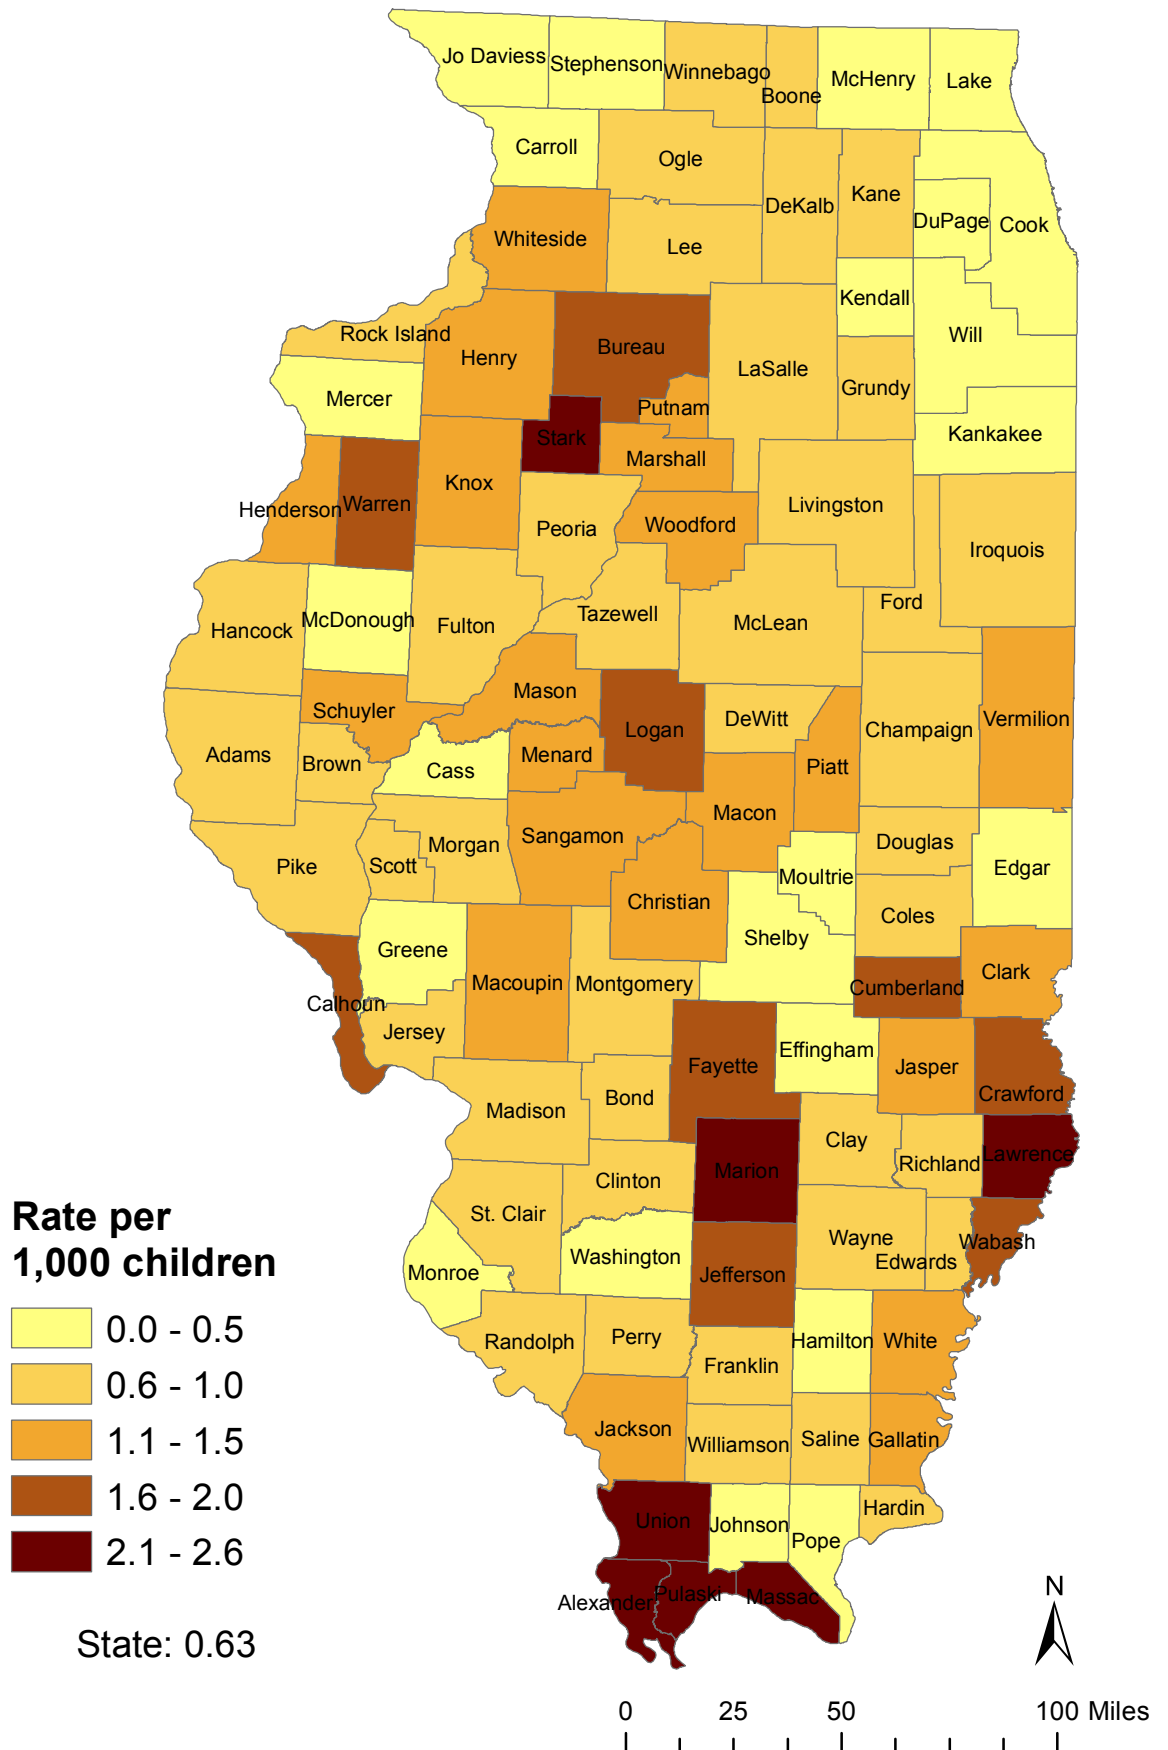 Jo Daviess
Stephenson
Winnebago
Boone
McHenry
Lake
Carroll
Ogle
DeKalb
Kane
DuPage
Cook
Whiteside
Lee
Kendall
Will
Rock Island
Henry
Bureau
LaSalle
Grundy
Mercer
Putnam
Kankakee
Stark
Marshall
Henderson
Warren
Knox
Peoria
Woodford
Livingston
Iroquois
Hancock
McDonough
Fulton
Tazewell
McLean
Ford
Schuyler
Mason
Logan
DeWitt
Champaign
Vermilion
Adams
Brown
Cass
Menard
Piatt
Macon
Pike
Scott
Morgan
Sangamon
Douglas
Edgar
Christian
Moultrie
Coles
Shelby
Greene
Macoupin
Montgomery
Cumberland
Clark
Calhoun
Jersey
Fayette
Effingham
Jasper
Crawford
Madison
Bond
Clay
Richland
Lawrence
Marion
Clinton
St. Clair
Washington
Wayne
Edwards
Wabash
Monroe
Jefferson
Randolph
Perry
Franklin
Hamilton
White
Jackson
Williamson
Saline
Gallatin
Union
Johnson
Pope
Hardin
Alexander
Pulaski
Massac
Rate per
1,000 children
0.0 - 0.5
0.6 - 1.0
1.1 - 1.5
1.6 - 2.0
2.1 - 2.6
State: 0.63
N
0 25 50 100 Miles